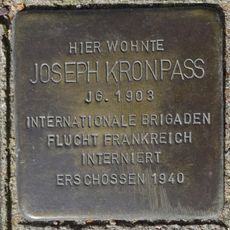 HIER WOHNTE
JOSEPH KRONPASS
JG. 1903
INTERNATIONALE BRIGADEN
FLUCHT FRANKREICH
INTERNIERT
ERSCHOSSEN 1940